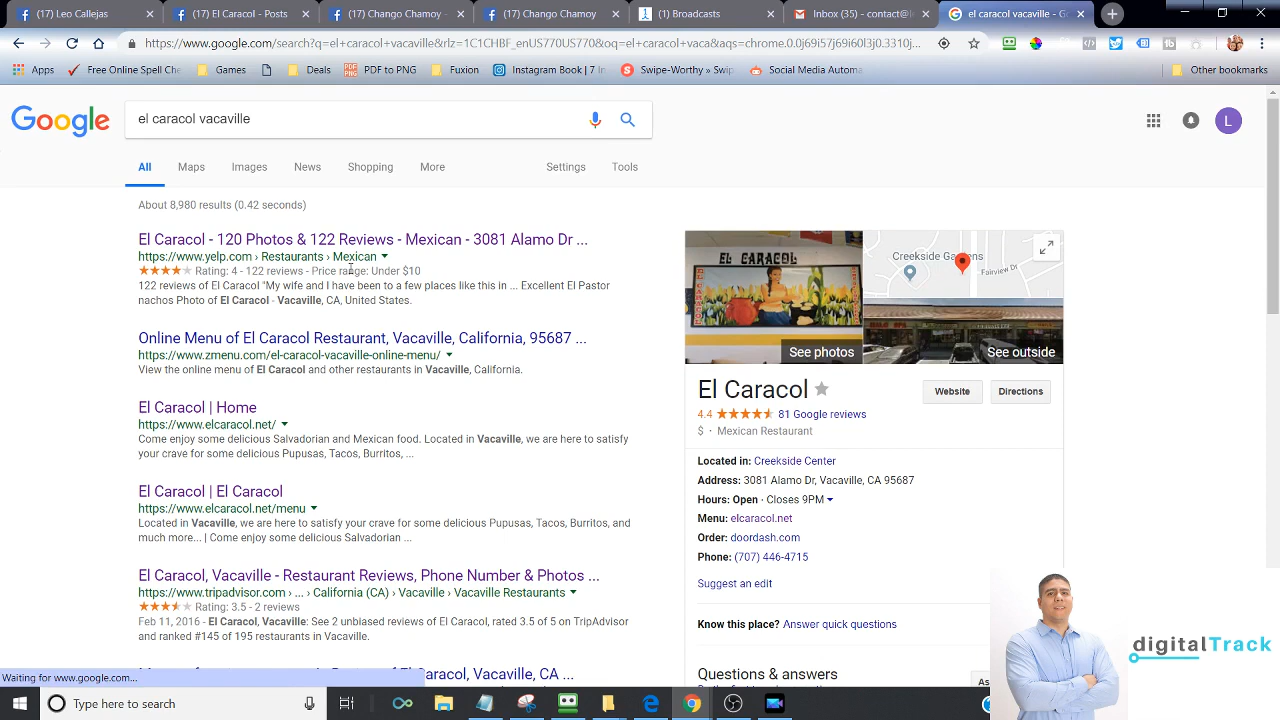 (17) Leo Callejas
(17) El Caracol - Posts
(17) Chango Chamoy -
(17) Chango Chamoy
(1) Broadcasts
Inbox (35) - contact@
el caracol vacaville - Go
https://www.google.com/search?q=el+caracol+vacaville&rlz=1C1CHBF_enUS770US770&oq=el+caracol+vaca&aqs=chrome.0.0j69i57j69i60l3j0.3310j...
Apps
Free Online Spell Che
Games
Deals
PDF to PNG
Fuxion
Instagram Book | 7 In
Swipe-Worthy » Swip
Social Media Automa
Other bookmarks
Google
el caracol vacaville
L
All
Maps
Images
News
Shopping
More
Settings
Tools
About 8,980 results (0.42 seconds)
El Caracol - 120 Photos & 122 Reviews - Mexican - 3081 Alamo Dr ...
https://www.yelp.com › Restaurants › Mexican
Rating: 4 - 122 reviews - Price range: Under $10
122 reviews of El Caracol "My wife and I have been to a few places like this in ... Excellent El Pastor
nachos Photo of El Caracol - Vacaville, CA, United States.
Online Menu of El Caracol Restaurant, Vacaville, California, 95687 ...
https://www.zmenu.com/el-caracol-vacaville-online-menu/
View the online menu of El Caracol and other restaurants in Vacaville, California.
El Caracol | Home
https://www.elcaracol.net/
Come enjoy some delicious Salvadorian and Mexican food. Located in Vacaville, we are here to satisfy
your crave for some delicious Pupusas, Tacos, Burritos, ...
El Caracol | El Caracol
https://www.elcaracol.net/menu
Located in Vacaville, we are here to satisfy your crave for some delicious Pupusas, Tacos, Burritos, and
much more... | Come enjoy some delicious Salvadorian ...
El Caracol, Vacaville - Restaurant Reviews, Phone Number & Photos ...
https://www.tripadvisor.com › ... › California (CA) › Vacaville › Vacaville Restaurants
Rating: 3.5 - 2 reviews
Feb 11, 2016 - El Caracol, Vacaville: See 2 unbiased reviews of El Caracol, rated 3.5 of 5 on TripAdvisor
and ranked #145 of 195 restaurants in Vacaville.
aracol, Vacaville, CA ...
EL CARACOL
See photos
Creekside Gardens
Fairview Dr
See outside
El Caracol
Website
Directions
4.4
81 Google reviews
$ · Mexican Restaurant
Located in: Creekside Center
Address: 3081 Alamo Dr, Vacaville, CA 95687
Hours: Open · Closes 9PM
Menu: elcaracol.net
Order: doordash.com
Phone: (707) 446-4715
Suggest an edit
Know this place? Answer quick questions
Questions & answers
As
digitalTrack
Waiting for www.google.com...
Type here to search